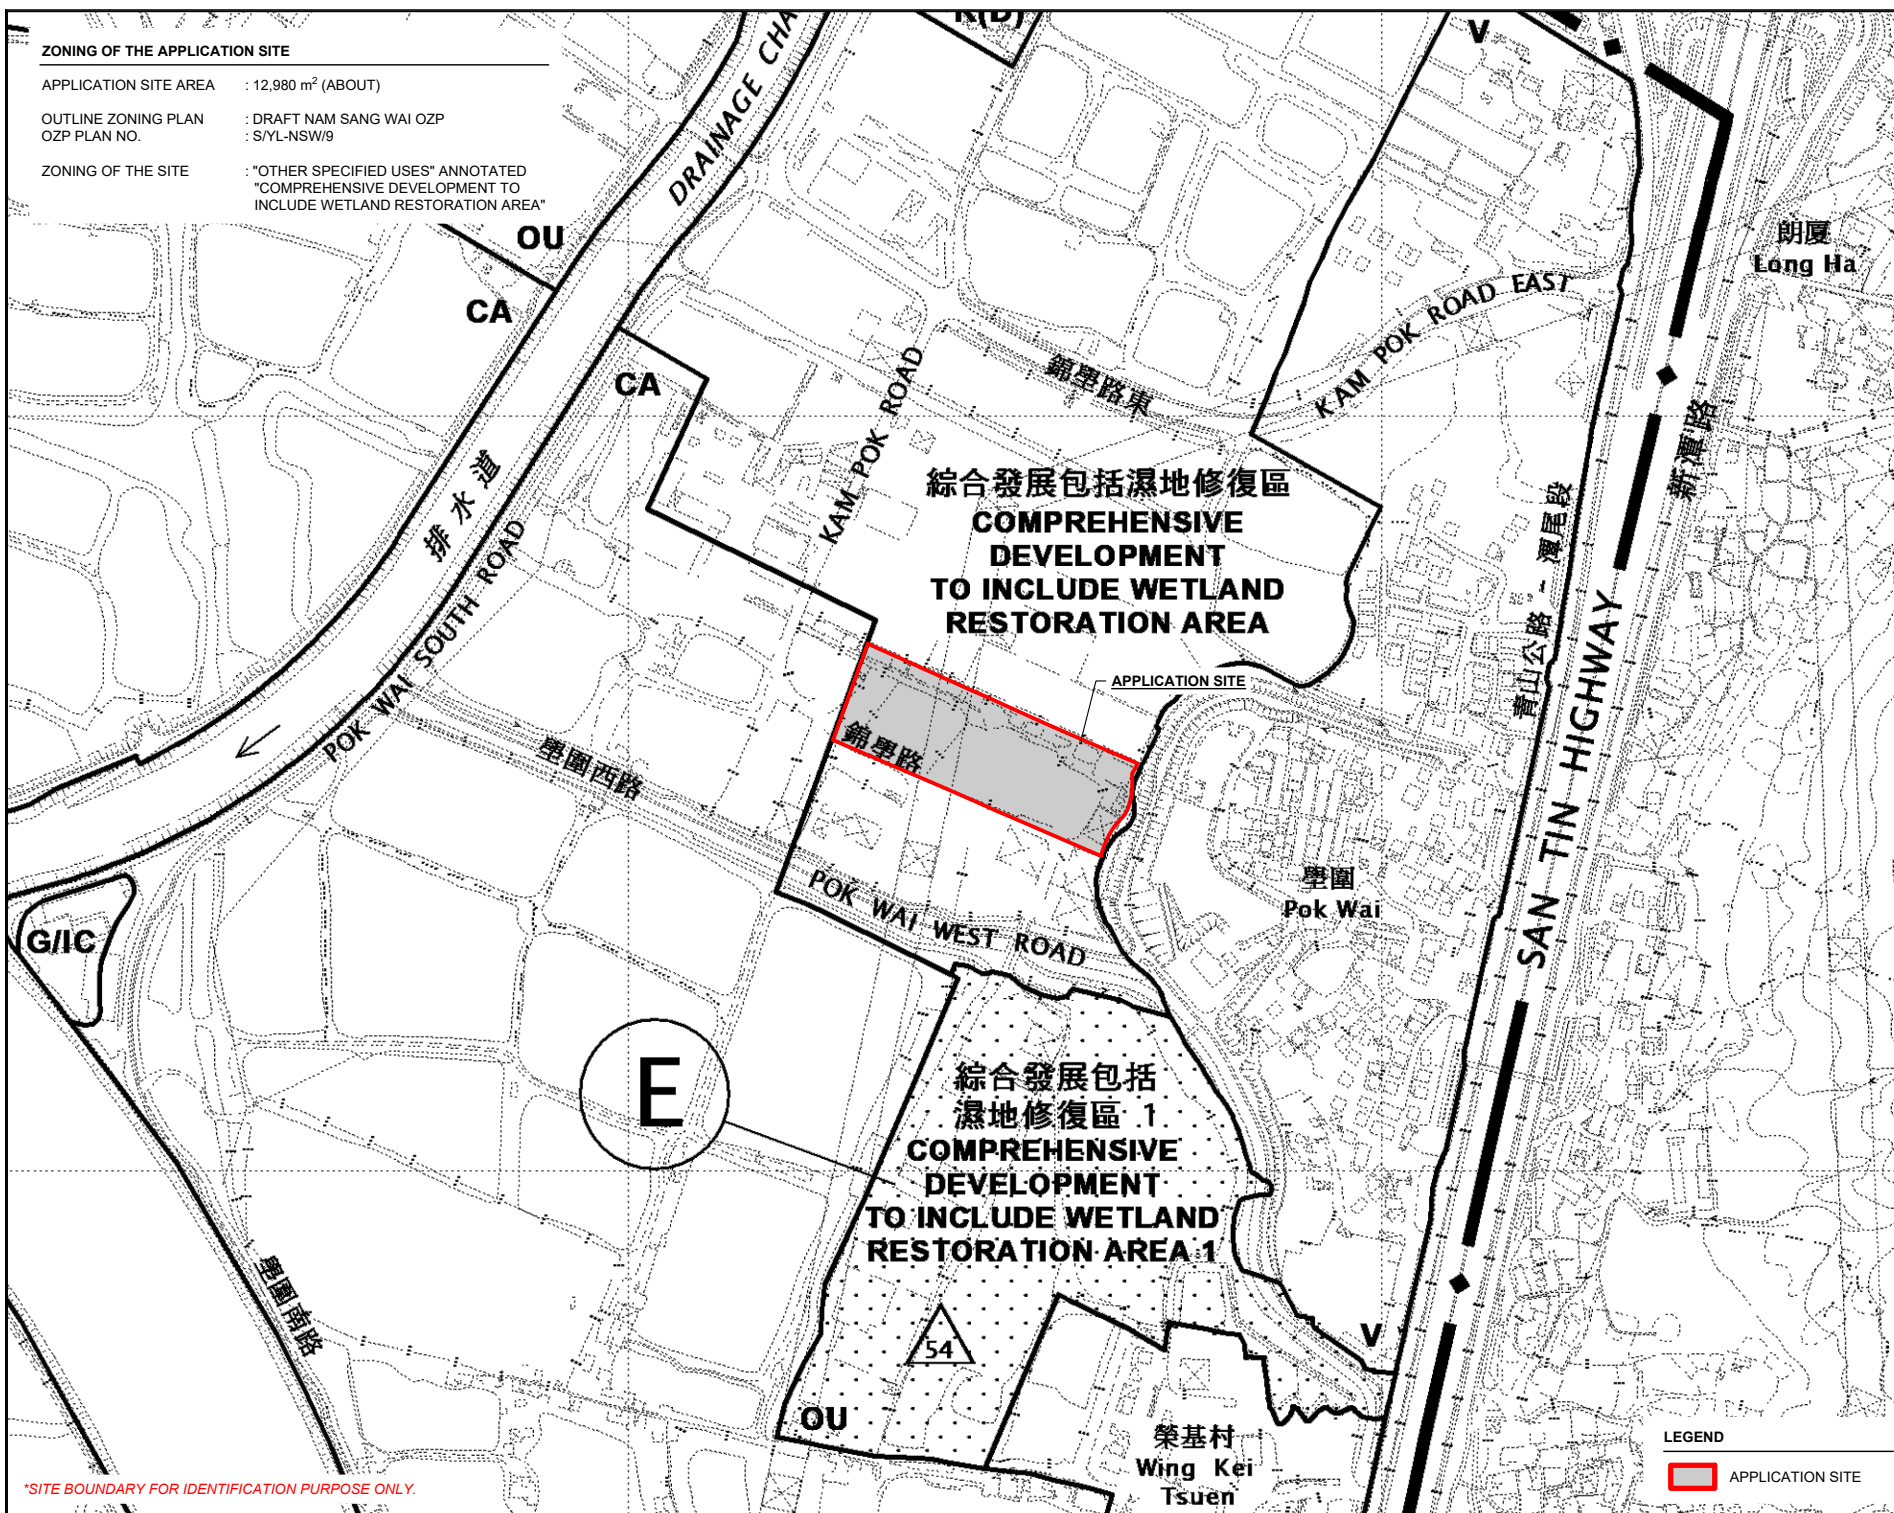 ZONING OF THE APPLICATION SITE
APPLICATION SITE AREA : 12,980 m² (ABOUT)
OUTLINE ZONING PLAN : DRAFT NAM SANG WAI OZP
OZP PLAN NO. : S/YL-NSW/9
ZONING OF THE SITE : "OTHER SPECIFIED USES" ANNOTATED
"COMPREHENSIVE DEVELOPMENT TO
INCLUDE WETLAND RESTORATION AREA"
R(D)
V
DRAINAGE CHA
OU
CA
CA
朗厦
Long Ha
KAM POK ROAD EAST
錦壆路東
KAM POK ROAD
新潭路
排水道
POK WAI SOUTH ROAD
綜合發展包括濕地修復區
COMPREHENSIVE
DEVELOPMENT
TO INCLUDE WETLAND
RESTORATION AREA
青山公路 - 潭尾段
SAN TIN HIGHWAY
APPLICATION SITE
錦壆路
壆圍西路
POK WAI WEST ROAD
壆圍
Pok Wai
G/IC
E
綜合發展包括
濕地修復區 1
COMPREHENSIVE
DEVELOPMENT
TO INCLUDE WETLAND
RESTORATION AREA 1
壆圍南路
54
V
OU
榮基村
Wing Kei
Tsuen
LEGEND
APPLICATION SITE
*SITE BOUNDARY FOR IDENTIFICATION PURPOSE ONLY.